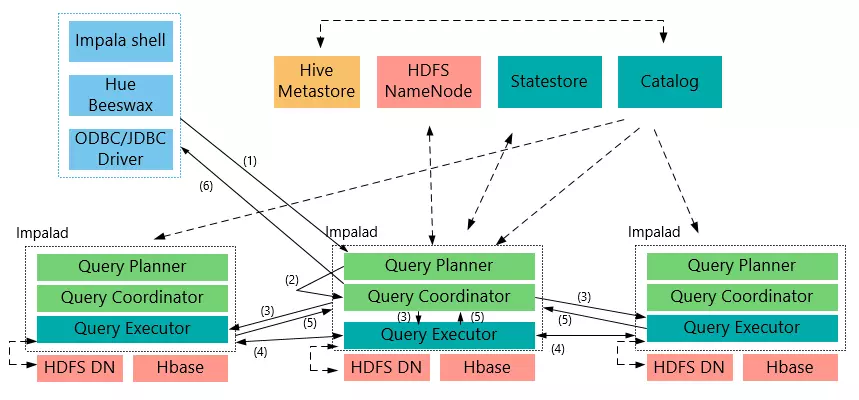 Impala shell
Hue
Beeswax
ODBC/JDBC
Driver
Hive
Metastore
HDFS
NameNode
Statestore
Catalog
(1)
(6)
Impalad
Query Planner
Query Coordinator
Query Executor
HDFS DN
Hbase
(2)
(3)
(5)
(4)
Impalad
Query Planner
Query Coordinator
(3)
(5)
Query Executor
HDFS DN
Hbase
(3)
(5)
(4)
Impalad
Query Planner
Query Coordinator
Query Executor
HDFS DN
Hbase